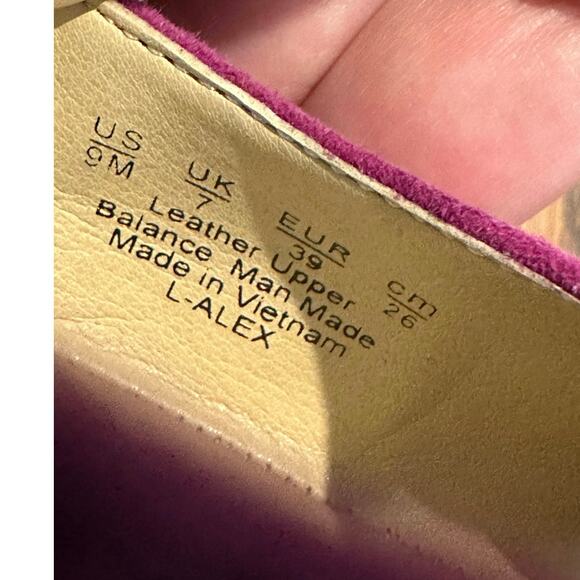 US UK EUR cm
9M 7 39 26
Leather Upper
Balance Man Made
Made in Vietnam
L-ALEX